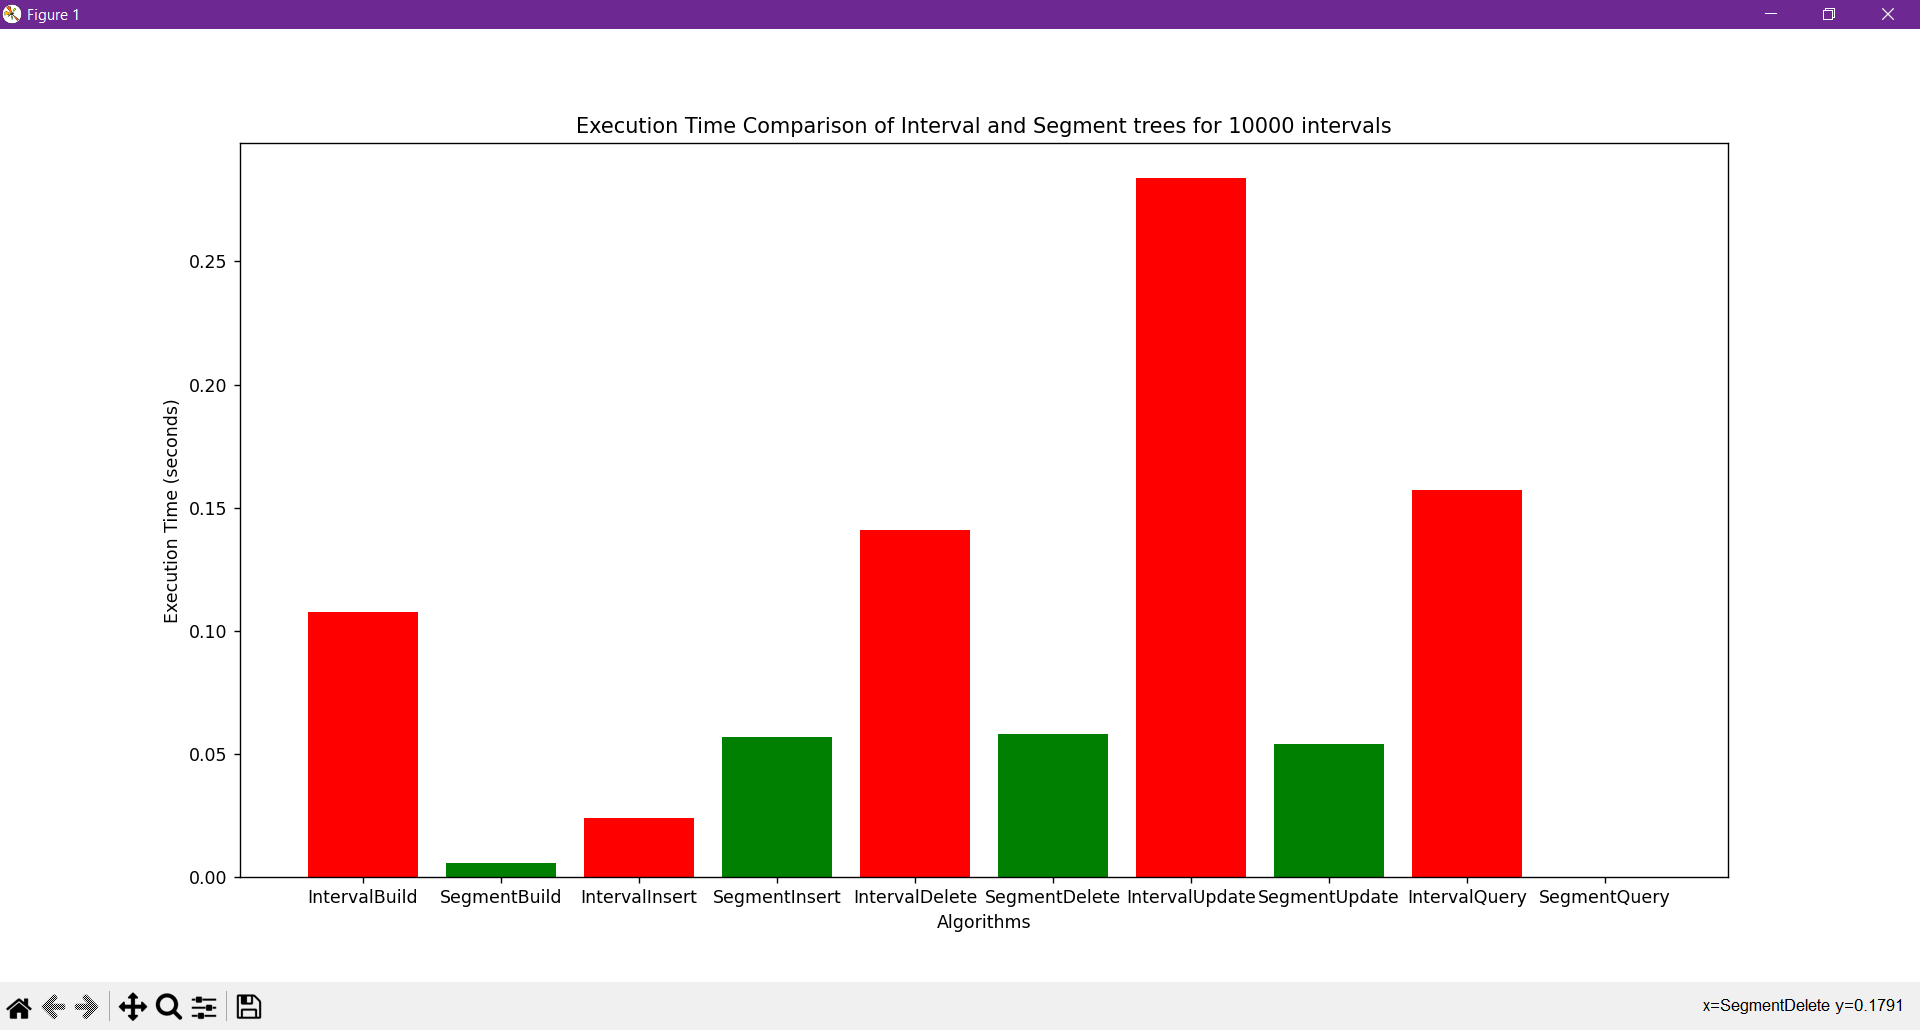 Figure 1
Execution Time Comparison of Interval and Segment trees for 10000 intervals
0.25
0.20
0.15
0.10
0.05
0.00
Execution Time (seconds)
IntervalBuild SegmentBuild IntervalInsert SegmentInsert IntervalDelete SegmentDelete IntervalUpdate SegmentUpdate IntervalQuery SegmentQuery
Algorithms
x=SegmentDelete y=0.1791